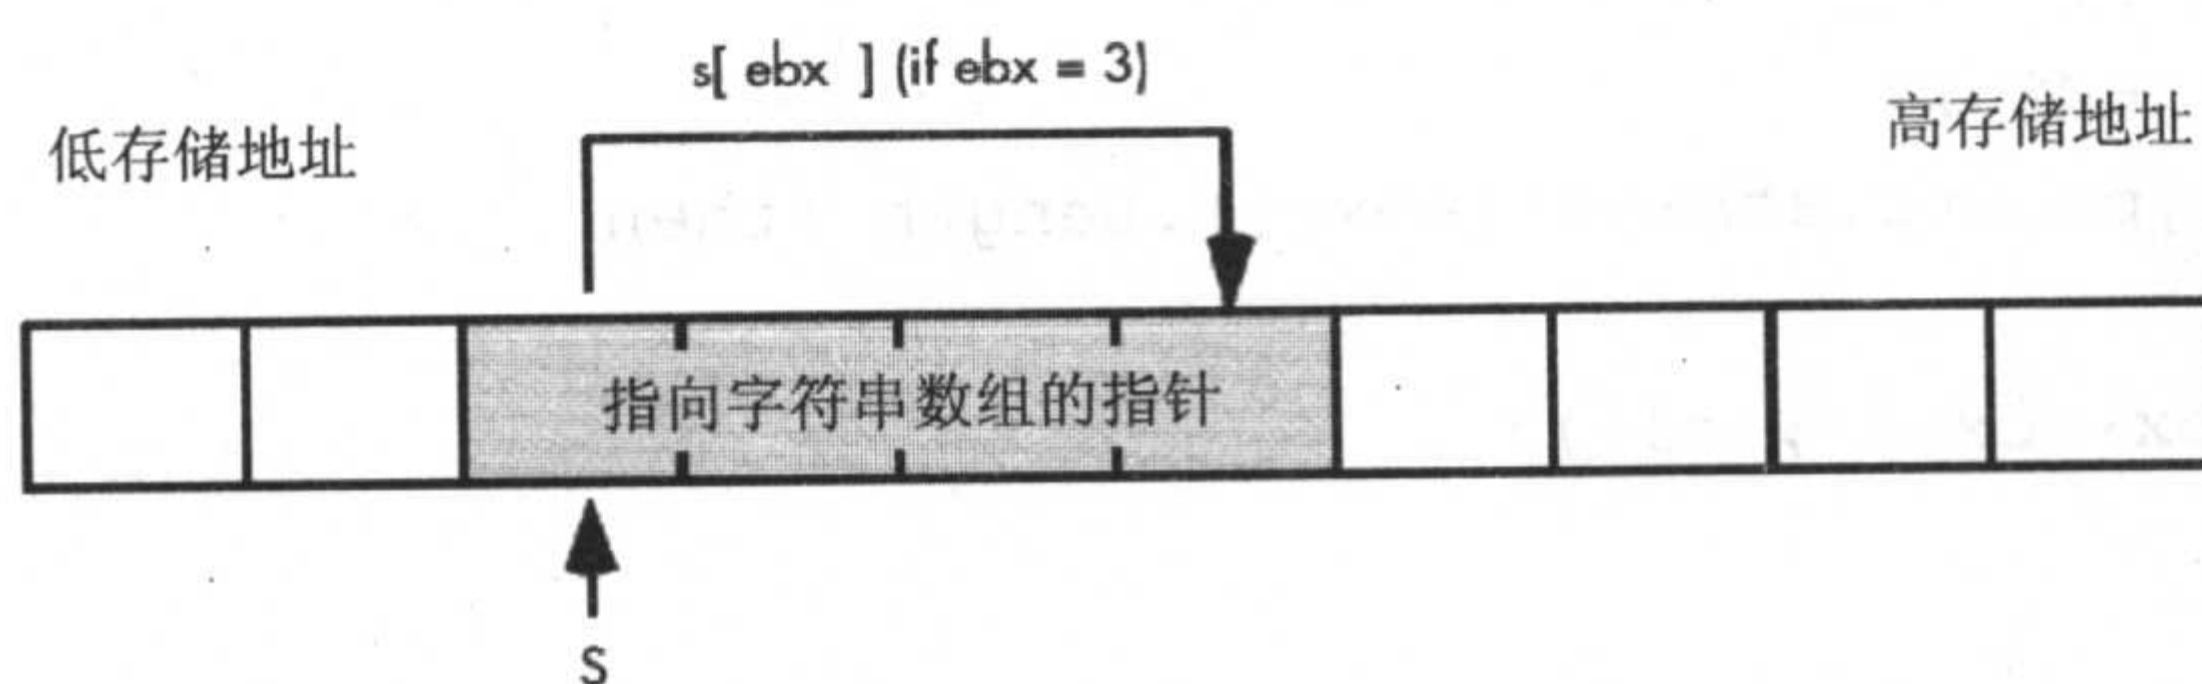 s[ ebx ] (if ebx = 3)
低存储地址
高存储地址
指向字符串数组的指针
S